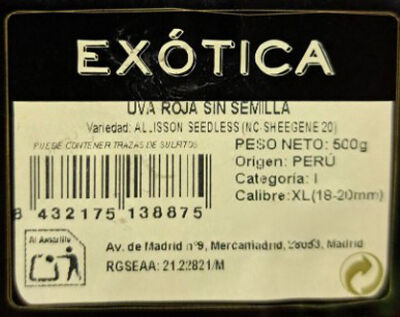 EXÓTICA
UVA ROJA SIN SEMILLA
Variedad: ALLISSON SEEDLESS (NC-SHEEGENE 20)
PUEDE CONTENER TRAZAS DE SULFITOS
PESO NETO: 500g
Origen: PERÚ
Categoría: I
Calibre: XL(18-20mm)
8 432175 138875
Al Amarillo
Av. de Madrid nº9, Mercamadrid, 28053, Madrid
RGSEAA: 21.22821/M